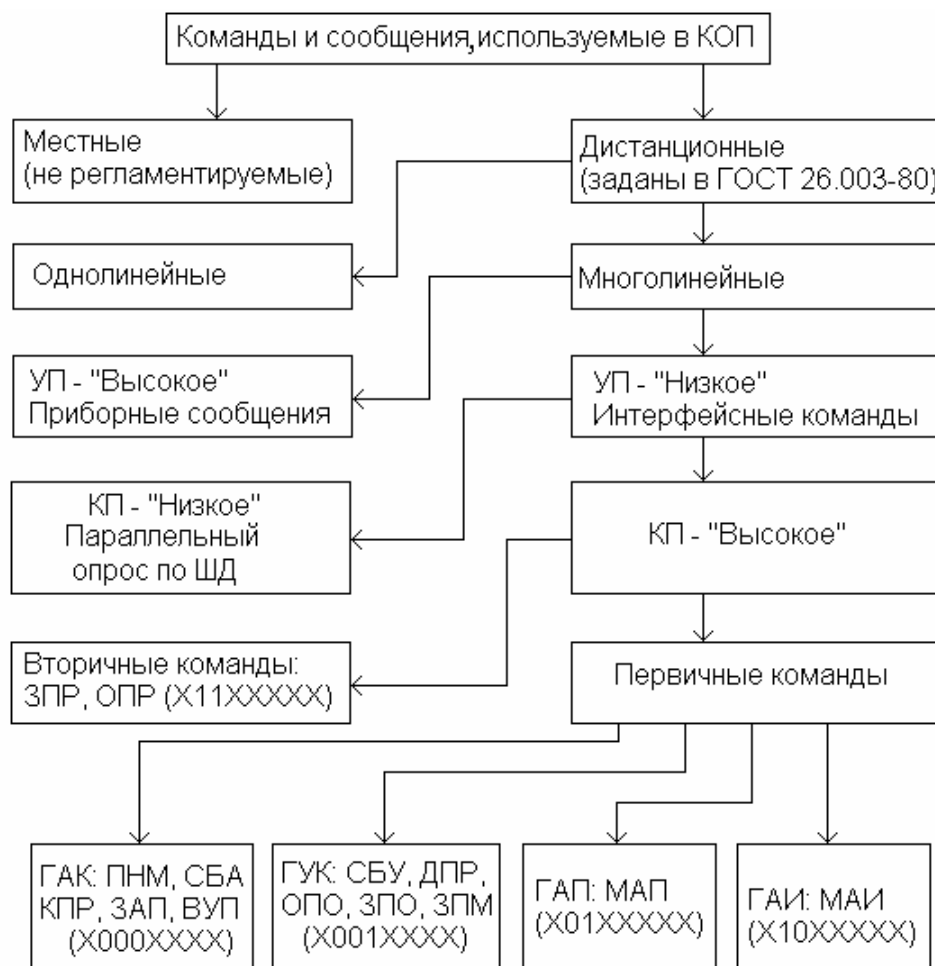 Команды и сообщения,используемые в КОП
Местные
(не регламентируемые)
Дистанционные
(заданы в ГОСТ 26.003-80)
Однолинейные
Многолинейные
УП - "Высокое"
Приборные сообщения
УП - "Низкое"
Интерфейсные команды
КП - "Низкое"
Параллельный
опрос по ШД
КП - "Высокое"
Вторичные команды:
ЗПР, ОПР (X11XXXXX)
Первичные команды
ГАК: ПНМ, СБА
КПР, ЗАП, ВУП
(X000XXXX)
ГУК: СБУ, ДПР,
ОПО, ЗПО, ЗПМ
(X001XXXX)
ГАП: МАП
(X01XXXXX)
ГАИ: МАИ
(X10XXXXX)